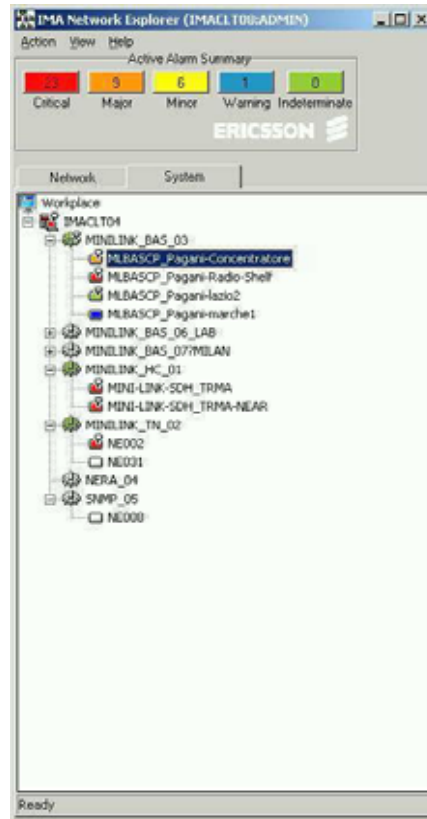 IMA Network Explorer (IMACLT00:ADMIN)
Action View Help
Active Alarm Summary
23 9 6 1 0
Critical Major Minor Warning Indeterminate
ERICSSON
Network System
Workplace
IMACLT04
MINILINK_BAS_03
MLBASCP_Pagani-Concentratore
MLBASCP_Pagani-Radio-Shelf
MLBASCP_Pagani-lazio2
MLBASCP_Pagani-marche1
MINILINK_BAS_06_LAB
MINILINK_BAS_07?MILAN
MINILINK_HC_01
MINI-LINK-SDH_TRMA
MINI-LINK-SDH_TRMA-NEAR
MINILINK_TN_02
NE002
NE031
NERA_04
SNMP_05
NE000
Ready